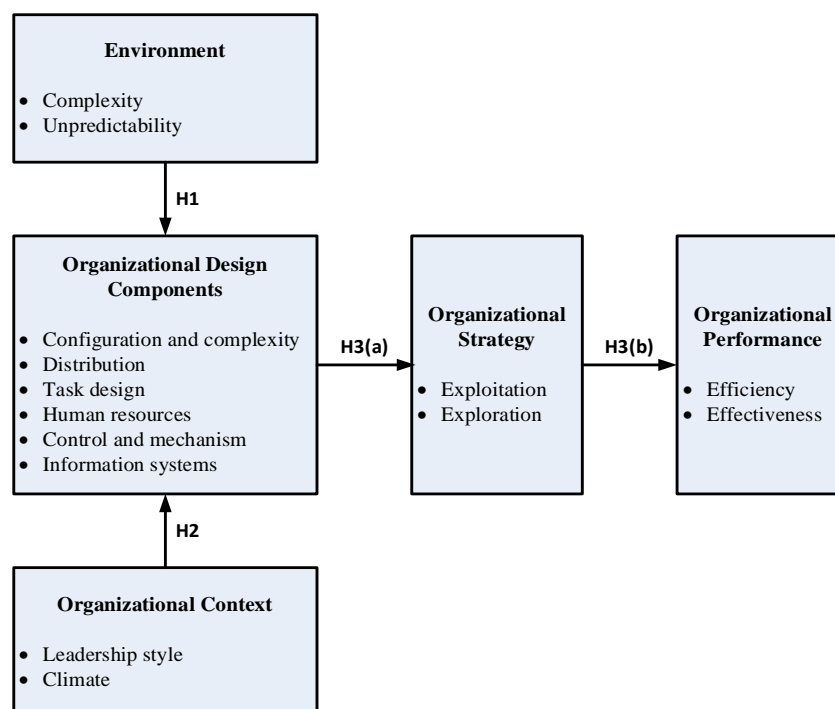 Environment
• Complexity
• Unpredictability
H1
Organizational Design
Components
• Configuration and complexity
• Distribution
• Task design
• Human resources
• Control and mechanism
• Information systems
H3(a)
Organizational
Strategy
• Exploitation
• Exploration
H3(b)
Organizational
Performance
• Efficiency
• Effectiveness
H2
Organizational Context
• Leadership style
• Climate